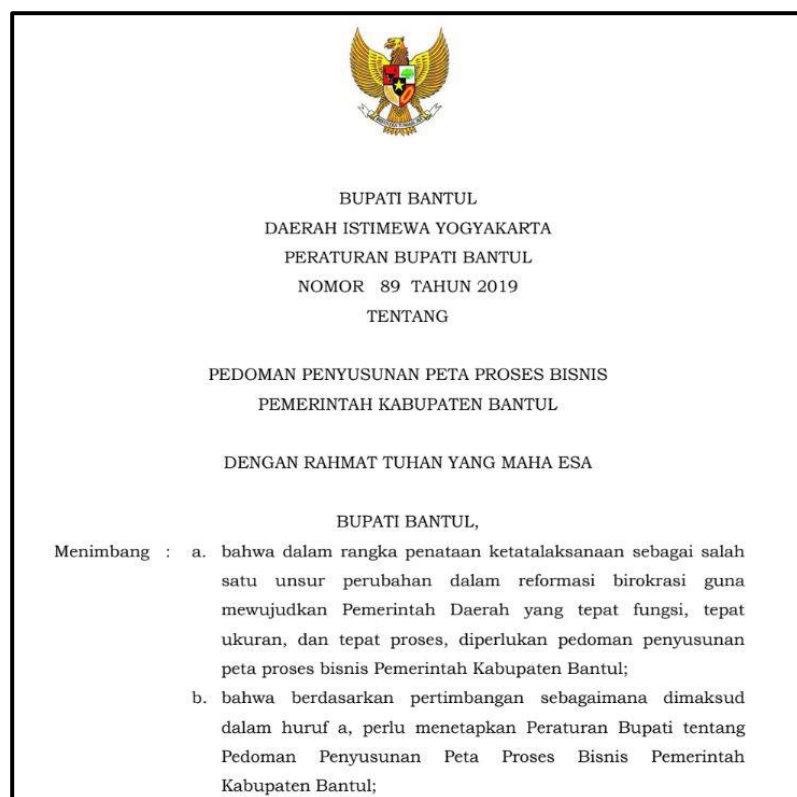 BUPATI BANTUL
DAERAH ISTIMEWA YOGYAKARTA
PERATURAN BUPATI BANTUL
NOMOR 89 TAHUN 2019
TENTANG
PEDOMAN PENYUSUNAN PETA PROSES BISNIS
PEMERINTAH KABUPATEN BANTUL
DENGAN RAHMAT TUHAN YANG MAHA ESA
BUPATI BANTUL,
Menimbang : a. bahwa dalam rangka penataan ketatalaksanaan sebagai salah
satu unsur perubahan dalam reformasi birokrasi guna
mewujudkan Pemerintah Daerah yang tepat fungsi, tepat
ukuran, dan tepat proses, diperlukan pedoman penyusunan
peta proses bisnis Pemerintah Kabupaten Bantul;
b. bahwa berdasarkan pertimbangan sebagaimana dimaksud
dalam huruf a, perlu menetapkan Peraturan Bupati tentang
Pedoman Penyusunan Peta Proses Bisnis Pemerintah
Kabupaten Bantul;